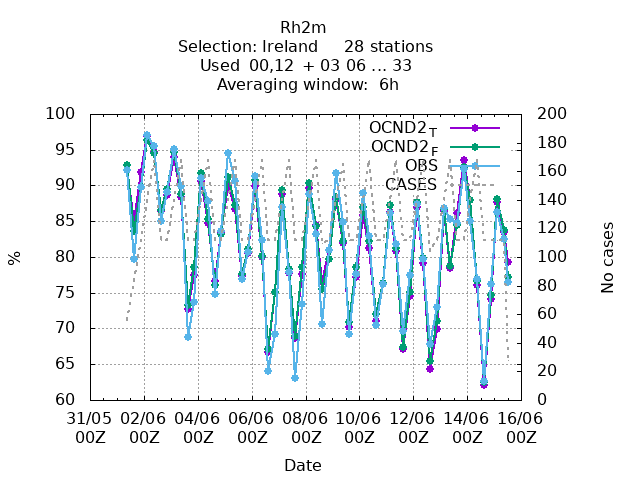 Rh2m
Selection: Ireland 28 stations
Used 00,12 + 03 06 ... 33
Averaging window: 6h
OCND2T
OCND2F
OBS
CASES
%
100
95
90
85
80
75
70
65
60
No cases
200
180
160
140
120
100
80
60
40
20
0
31/05 02/06 04/06 06/06 08/06 10/06 12/06 14/06 16/06
00Z 00Z 00Z 00Z 00Z 00Z 00Z 00Z 00Z
Date